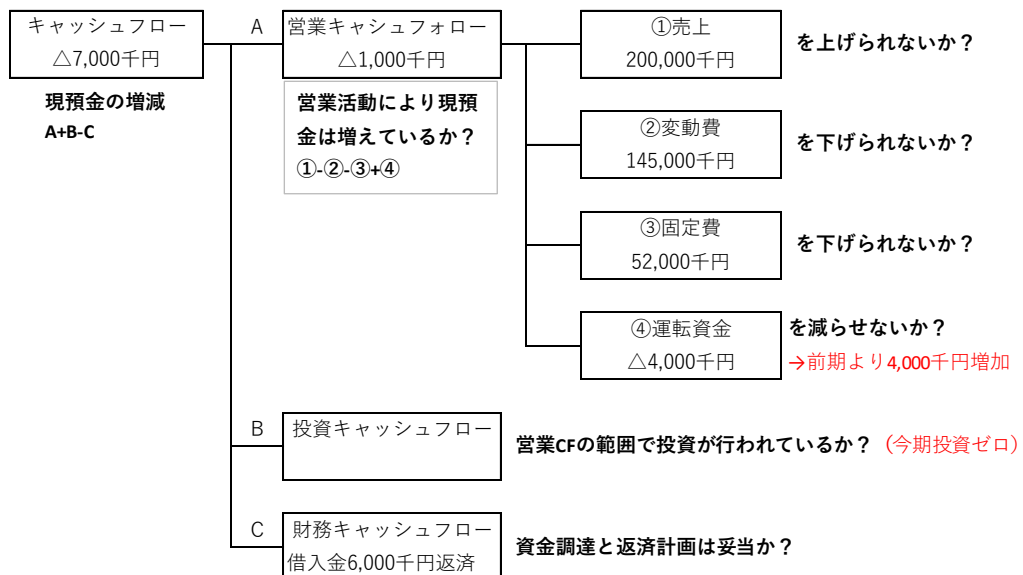 キャッシュフロー
△7,000千円
現預金の増減
A+B-C
A
営業キャシュフォロー
△1,000千円
営業活動により現預
金は増えているか？
①-②-③+④
①売上
200,000千円
を上げられないか？
②変動費
145,000千円
を下げられないか？
③固定費
52,000千円
を下げられないか？
④運転資金
△4,000千円
を減らせないか？
→前期より4,000千円増加
B
投資キャッシュフロー
営業CFの範囲で投資が行われているか？（今期投資ゼロ）
C
財務キャッシュフロー
借入金6,000千円返済
資金調達と返済計画は妥当か？